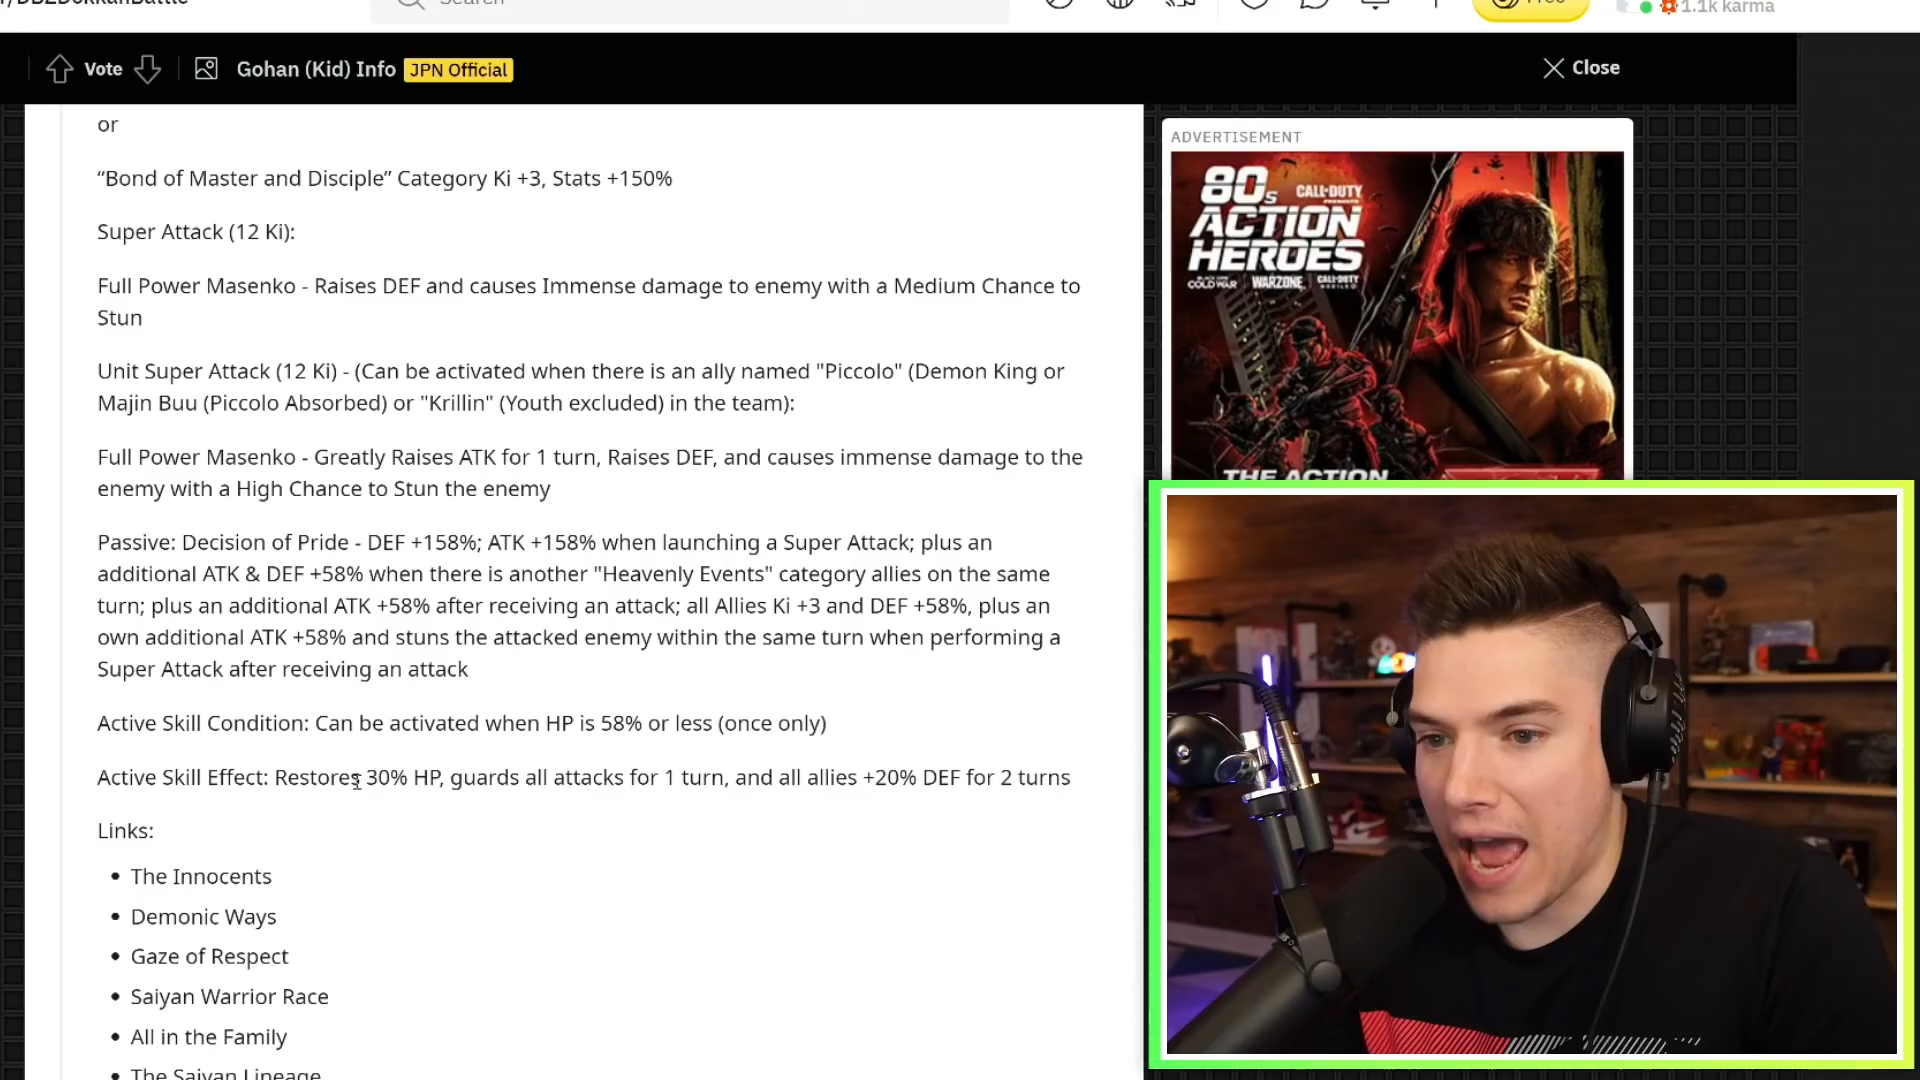 Search
Free
1.1k karma
Vote
Gohan (Kid) Info JPN Official
Close
or
“Bond of Master and Disciple” Category Ki +3, Stats +150%
Super Attack (12 Ki):
Full Power Masenko - Raises DEF and causes Immense damage to enemy with a Medium Chance to
Stun
Unit Super Attack (12 Ki) - (Can be activated when there is an ally named "Piccolo" (Demon King or
Majin Buu (Piccolo Absorbed) or "Krillin" (Youth excluded) in the team):
Full Power Masenko - Greatly Raises ATK for 1 turn, Raises DEF, and causes immense damage to the
enemy with a High Chance to Stun the enemy
Passive: Decision of Pride - DEF +158%; ATK +158% when launching a Super Attack; plus an
additional ATK & DEF +58% when there is another "Heavenly Events" category allies on the same
turn; plus an additional ATK +58% after receiving an attack; all Allies Ki +3 and DEF +58%, plus an
own additional ATK +58% and stuns the attacked enemy within the same turn when performing a
Super Attack after receiving an attack
Active Skill Condition: Can be activated when HP is 58% or less (once only)
Active Skill Effect: Restores 30% HP, guards all attacks for 1 turn, and all allies +20% DEF for 2 turns
Links:
The Innocents
Demonic Ways
Gaze of Respect
Saiyan Warrior Race
All in the Family
The Saiyan Lineage
ADVERTISEMENT
80s
CALL·DUTY
ACTION
HEROES
COLD WAR WARZONE
THE ACTION